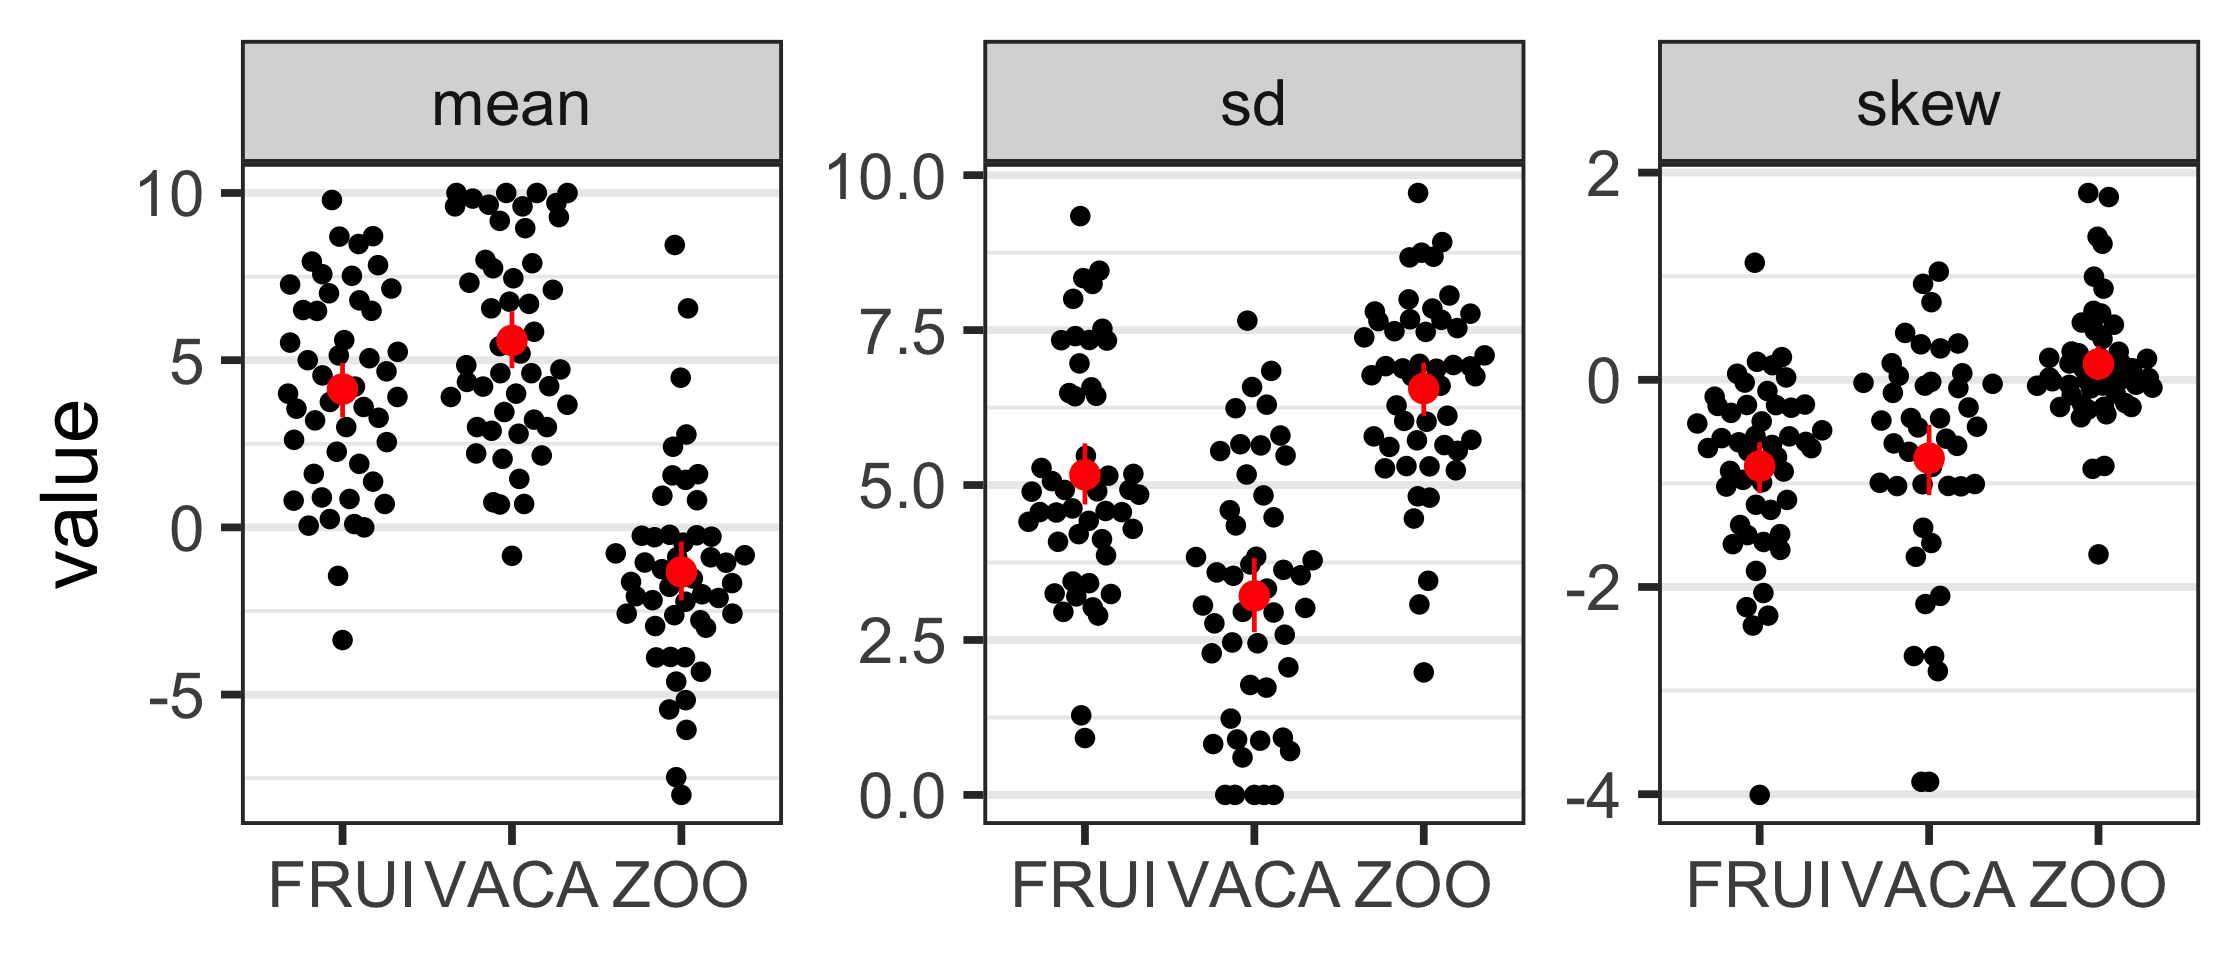 mean
sd
skew
value
10
5
0
-5
10.0
7.5
5.0
2.5
0.0
2
0
-2
-4
FRUI VACA ZOO
FRUI VACA ZOO
FRUI VACA ZOO